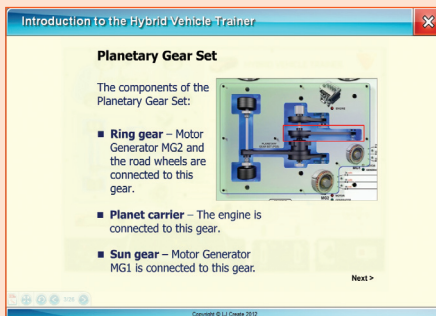 Introduction to the Hybrid Vehicle Trainer
Planetary Gear Set
The components of the
Planetary Gear Set:
■ Ring gear – Motor
Generator MG2 and
the road wheels are
connected to this
gear.
■ Planet carrier – The engine is
connected to this gear.
■ Sun gear – Motor Generator
MG1 is connected to this gear.
Next >
Copyright © LJ Create 2012